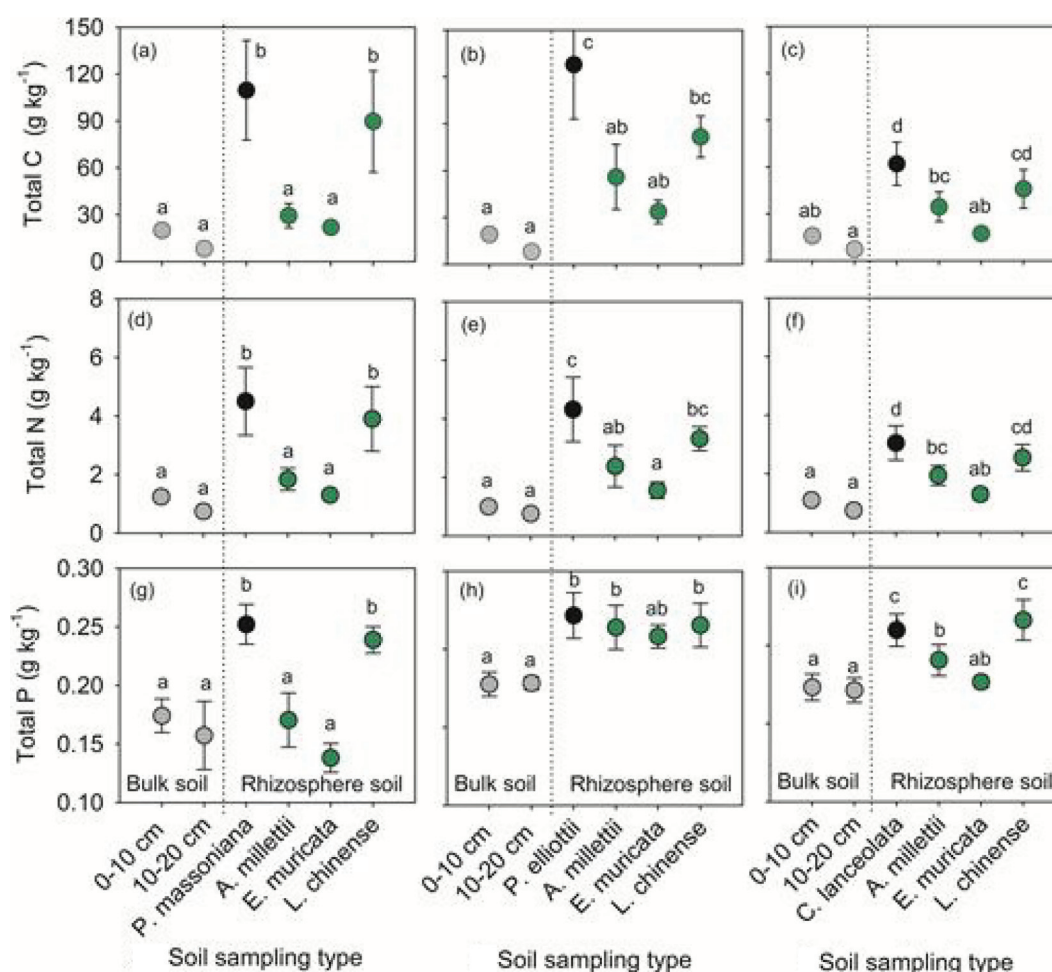 (a)
(b)
(c)
Total C (g kg⁻¹)
150
120
90
60
30
0
a
a
b
a
a
b
a
a
c
ab
ab
bc
ab
a
d
bc
ab
cd
(d)
(e)
(f)
Total N (g kg⁻¹)
8
6
4
2
0
a
a
b
a
a
b
a
a
c
ab
a
bc
a
a
d
bc
ab
cd
(g)
(h)
(i)
Total P (g kg⁻¹)
0.30
0.25
0.20
0.15
0.10
a
a
b
a
a
b
a
a
b
b
ab
b
a
a
c
b
ab
c
Bulk soil
Rhizosphere soil
Bulk soil
Rhizosphere soil
Bulk soil
Rhizosphere soil
0-10 cm
10-20 cm
P. massoniana
A. millettii
E. muricata
L. chinense
0-10 cm
10-20 cm
P. elliottii
A. millettii
E. muricata
L. chinense
0-10 cm
10-20 cm
C. lanceolata
A. millettii
E. muricata
L. chinense
Soil sampling type
Soil sampling type
Soil sampling type